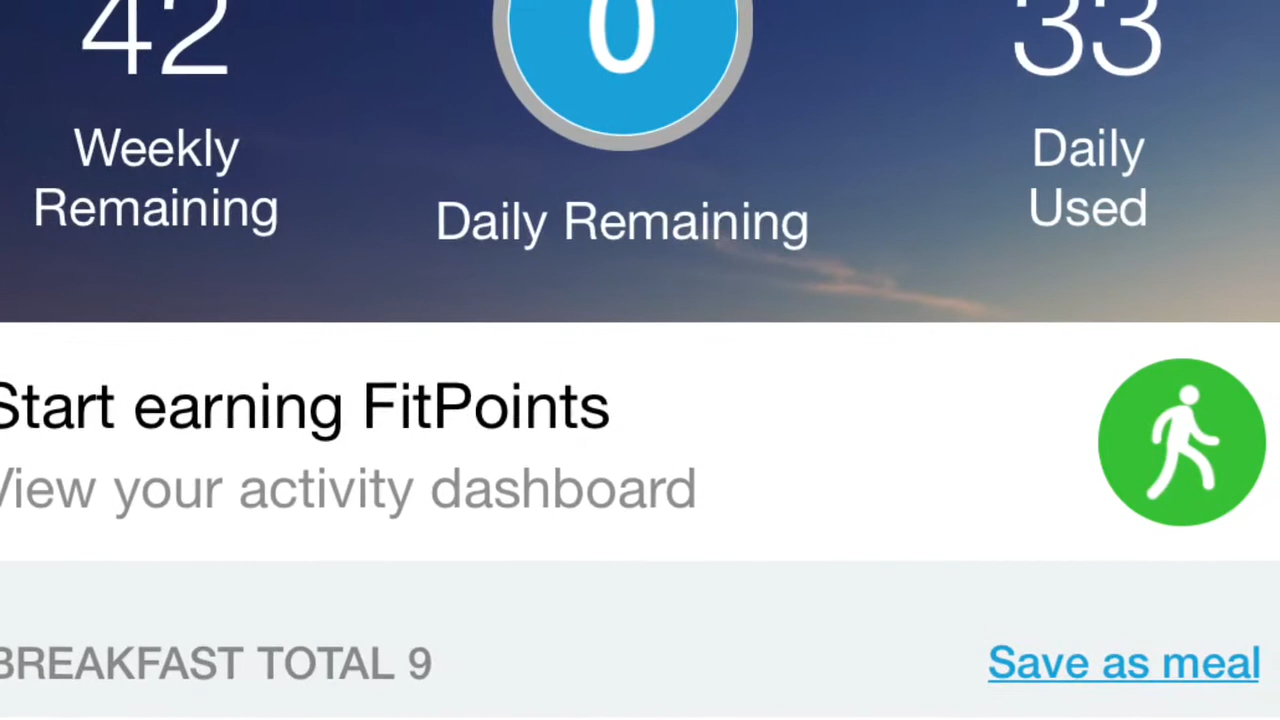 42
0
33
Weekly
Remaining
Daily Remaining
Daily
Used
Start earning FitPoints
View your activity dashboard
BREAKFAST TOTAL 9
Save as meal